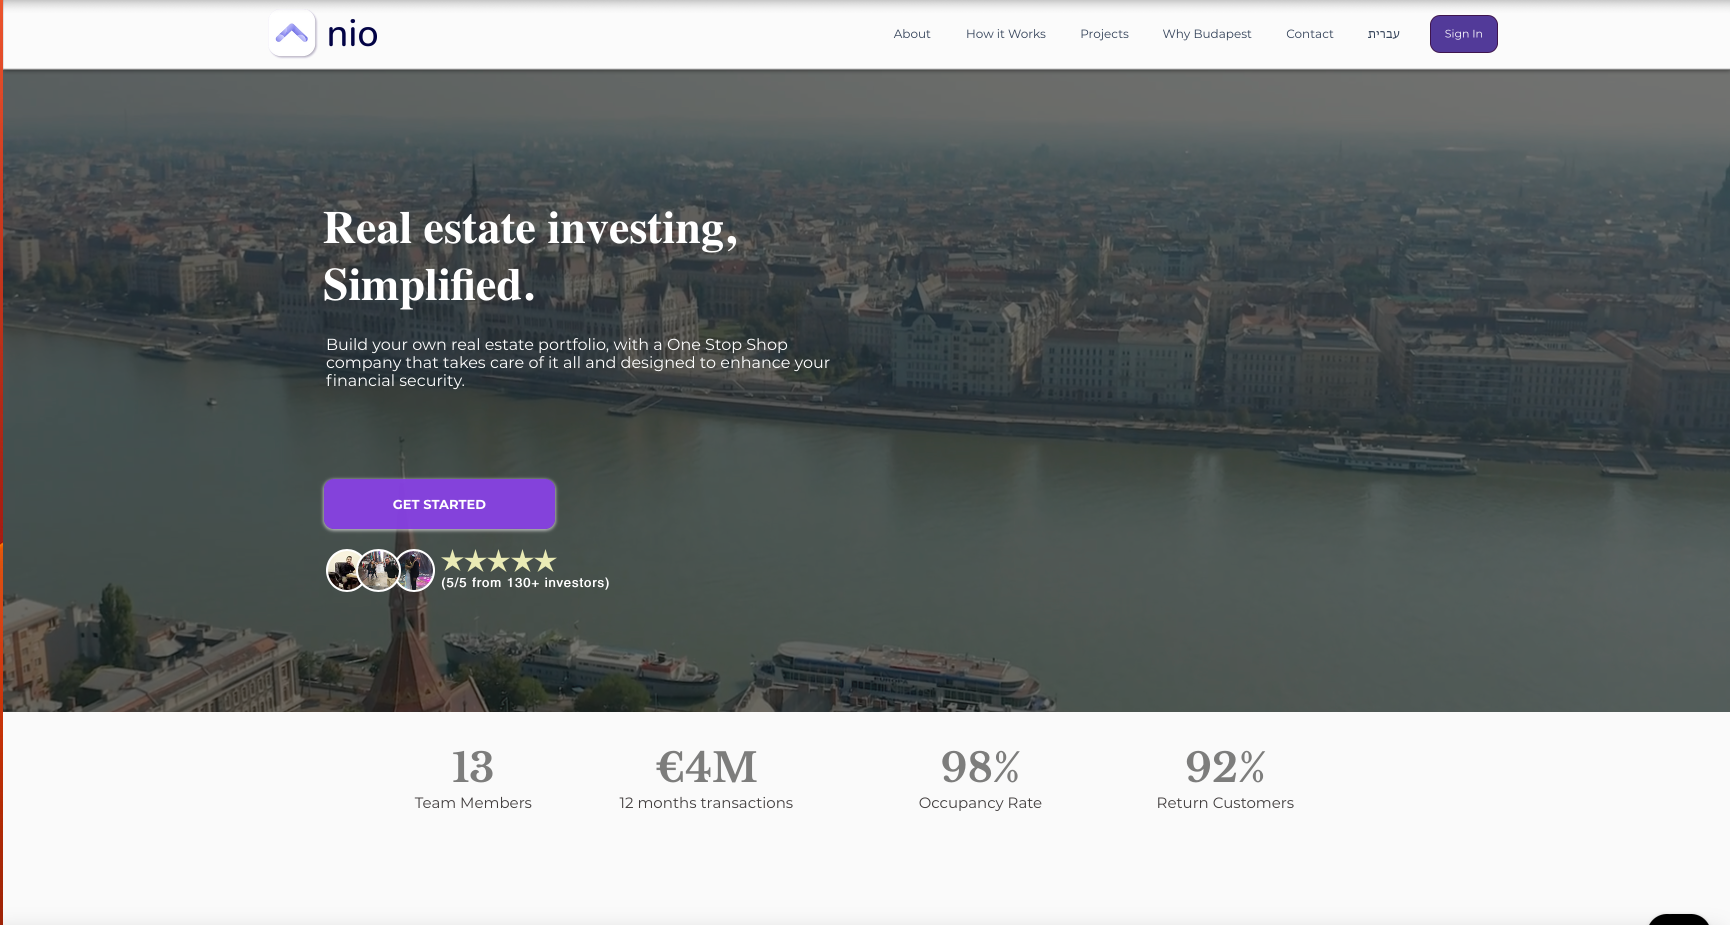 nio
About
How it Works
Projects
Why Budapest
Contact
עברית
Sign In
Real estate investing,
Simplified.
Build your own real estate portfolio, with a One Stop Shop
company that takes care of it all and designed to enhance your
financial security.
GET STARTED
(5/5 from 130+ investors)
13
Team Members
€4M
12 months transactions
98%
Occupancy Rate
92%
Return Customers